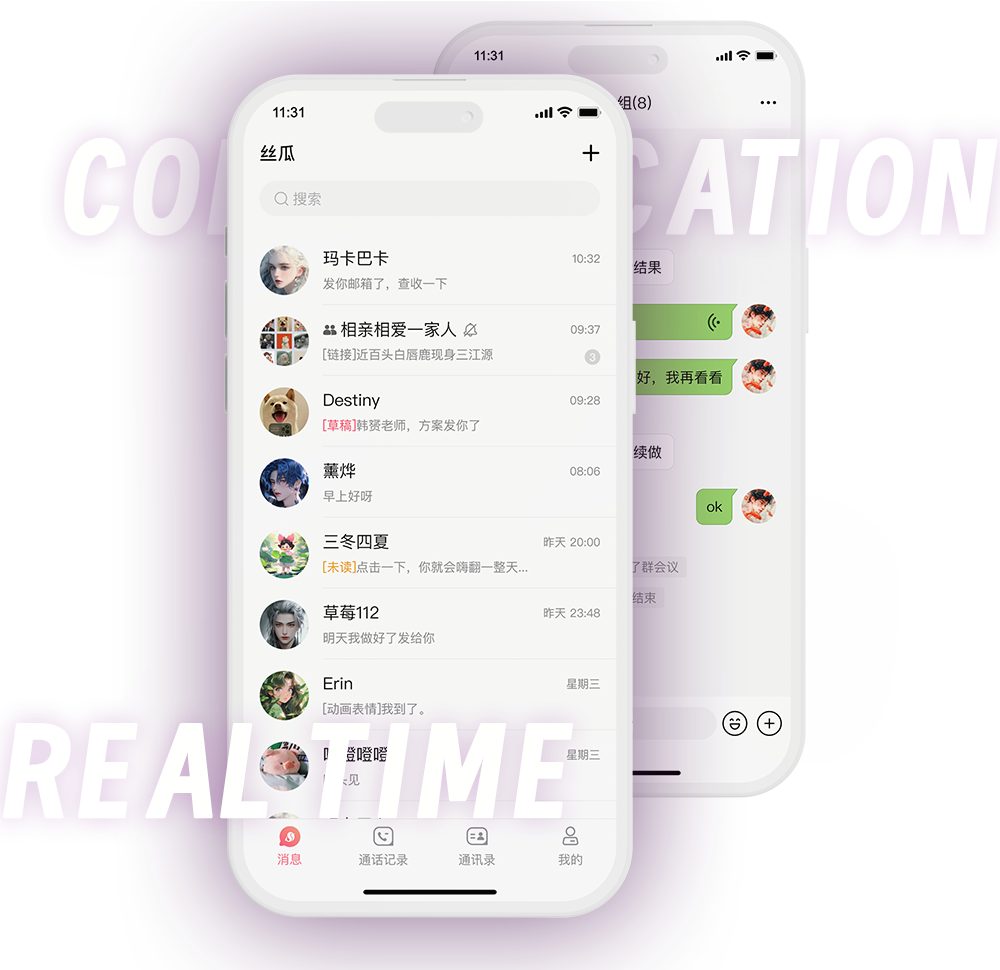 11:31
组(8)
11:31
丝瓜
搜索
COM
CATION
玛卡巴卡
10:32
发你邮箱了，查收一下
相亲相爱一家人
09:37
[链接]近百头白唇鹿现身三江源
3
Destiny
09:28
[草稿]韩赟老师，方案发你了
薰烨
08:06
早上好呀
三冬四夏
昨天 20:00
[未读]点击一下，你就会嗨翻一整天...
草莓112
昨天 23:48
明天我做好了发给你
Erin
星期三
[动画表情]我到了。
REAL TIME
橙噔噔
星期三
头见
消息
通话记录
通讯录
我的
结果
好，我再看看
续做
ok
了群会议
结束